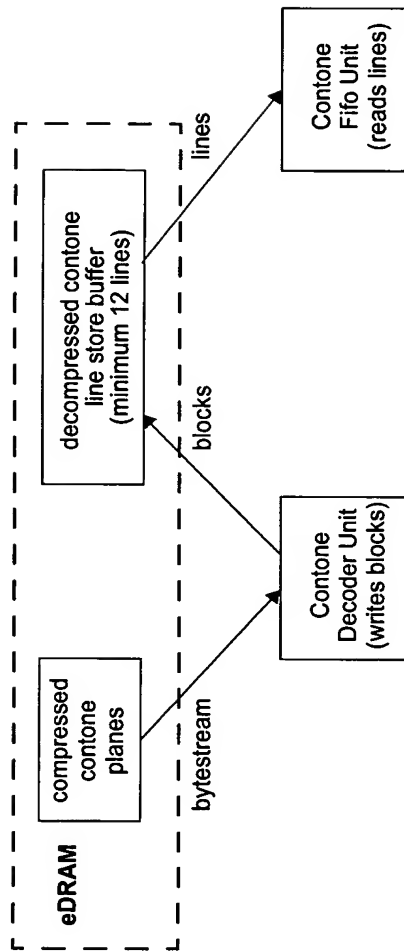 eDRAM
compressed
contone
planes
decompressed contone
line store buffer
(minimum 12 lines)
bytestream
blocks
lines
Contone
Decoder Unit
(writes blocks)
Contone
Fifo Unit
(reads lines)